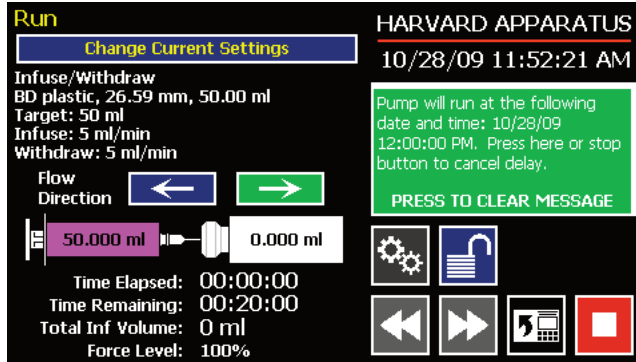 Run
Change Current Settings
Infuse/Withdraw
BD plastic, 26.59 mm, 50.00 ml
Target: 50 ml
Infuse: 5 ml/min
Withdraw: 5 ml/min
Flow
Direction
50.000 ml
0.000 ml
Time Elapsed: 00:00:00
Time Remaining: 00:20:00
Total Inf Volume: 0 ml
Force Level: 100%
HARVARD APPARATUS
10/28/09 11:52:21 AM
Pump will run at the following
date and time: 10/28/09
12:00:00 PM. Press here or stop
button to cancel delay.
PRESS TO CLEAR MESSAGE